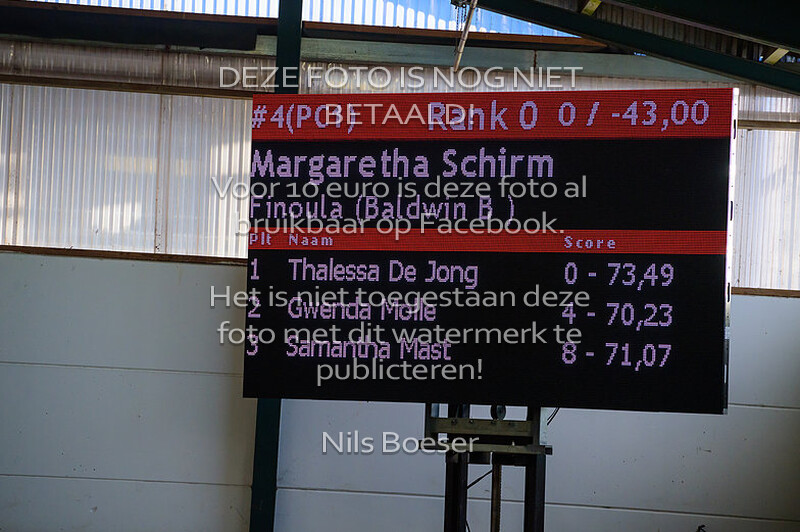 DEZE FOTO IS NOG NIET
BETAALD!
#4(PC1) Rank 0 0 / -43,00
Margaretha Schirm
Voor 10 euro is deze foto al
Finoula (Baldwin B )
bruikbaar op Facebook.
Plt Naam Score
1 Thalessa De Jong 0 - 73,49
Het is niet toegestaan deze
2 Gwenda Molle 4 - 70,23
foto met dit watermerk te
3 Samantha Mast 8 - 71,07
publiceren!
Nils Boeser